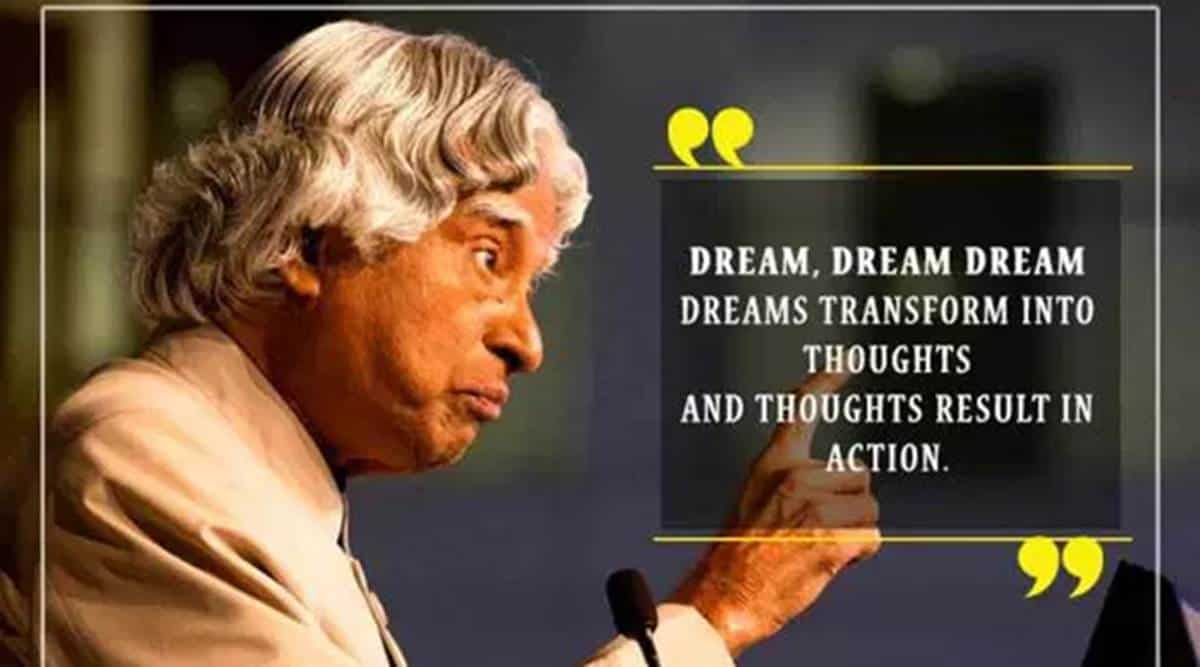 DREAM, DREAM DREAM
DREAMS TRANSFORM INTO
THOUGHTS
AND THOUGHTS RESULT IN
ACTION.